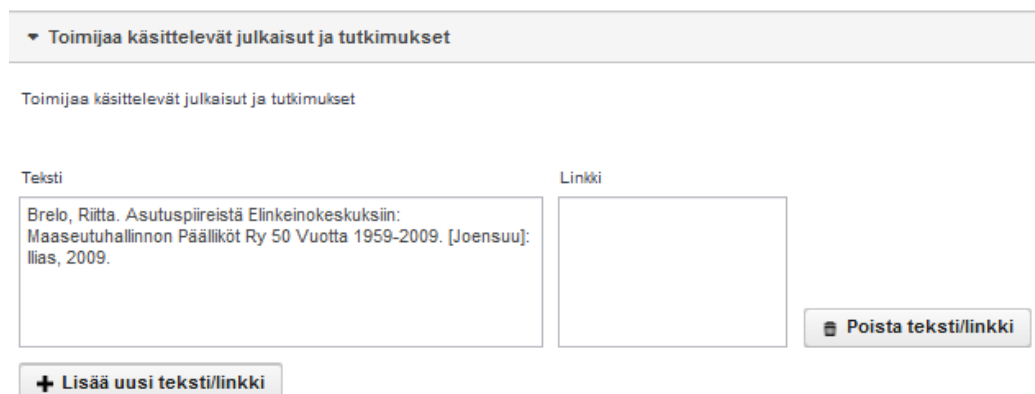 Toimijaa käsittelevät julkaisut ja tutkimukset
Toimijaa käsittelevät julkaisut ja tutkimukset
Teksti
Linkki
Brelo, Riitta. Asutuspiireistä Elinkeinokeskuksiin:
Maaseutuhallinnon Päälliköt Ry 50 Vuotta 1959-2009. [Joensuu]:
Ilias, 2009.
Poista teksti/linkki
Lisää uusi teksti/linkki